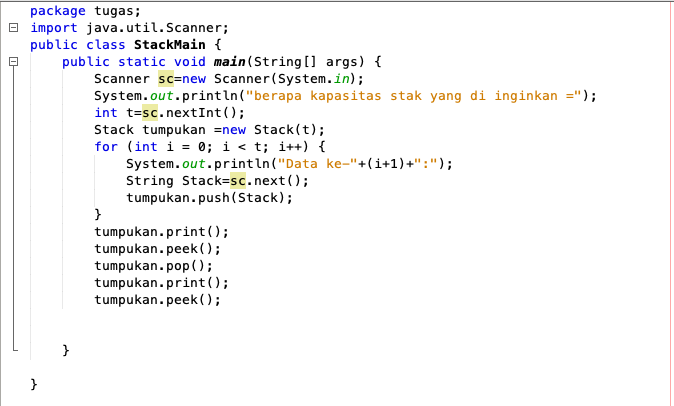 package tugas;
import java.util.Scanner;
public class StackMain {
    public static void main(String[] args) {
        Scanner sc=new Scanner(System.in);
        System.out.println("berapa kapasitas stak yang di inginkan =");
        int t=sc.nextInt();
        Stack tumpukan =new Stack(t);
        for (int i = 0; i < t; i++) {
            System.out.println("Data ke-"+(i+1)+":");
            String Stack=sc.next();
            tumpukan.push(Stack);
        }
        tumpukan.print();
        tumpukan.peek();
        tumpukan.pop();
        tumpukan.print();
        tumpukan.peek();
    }
}